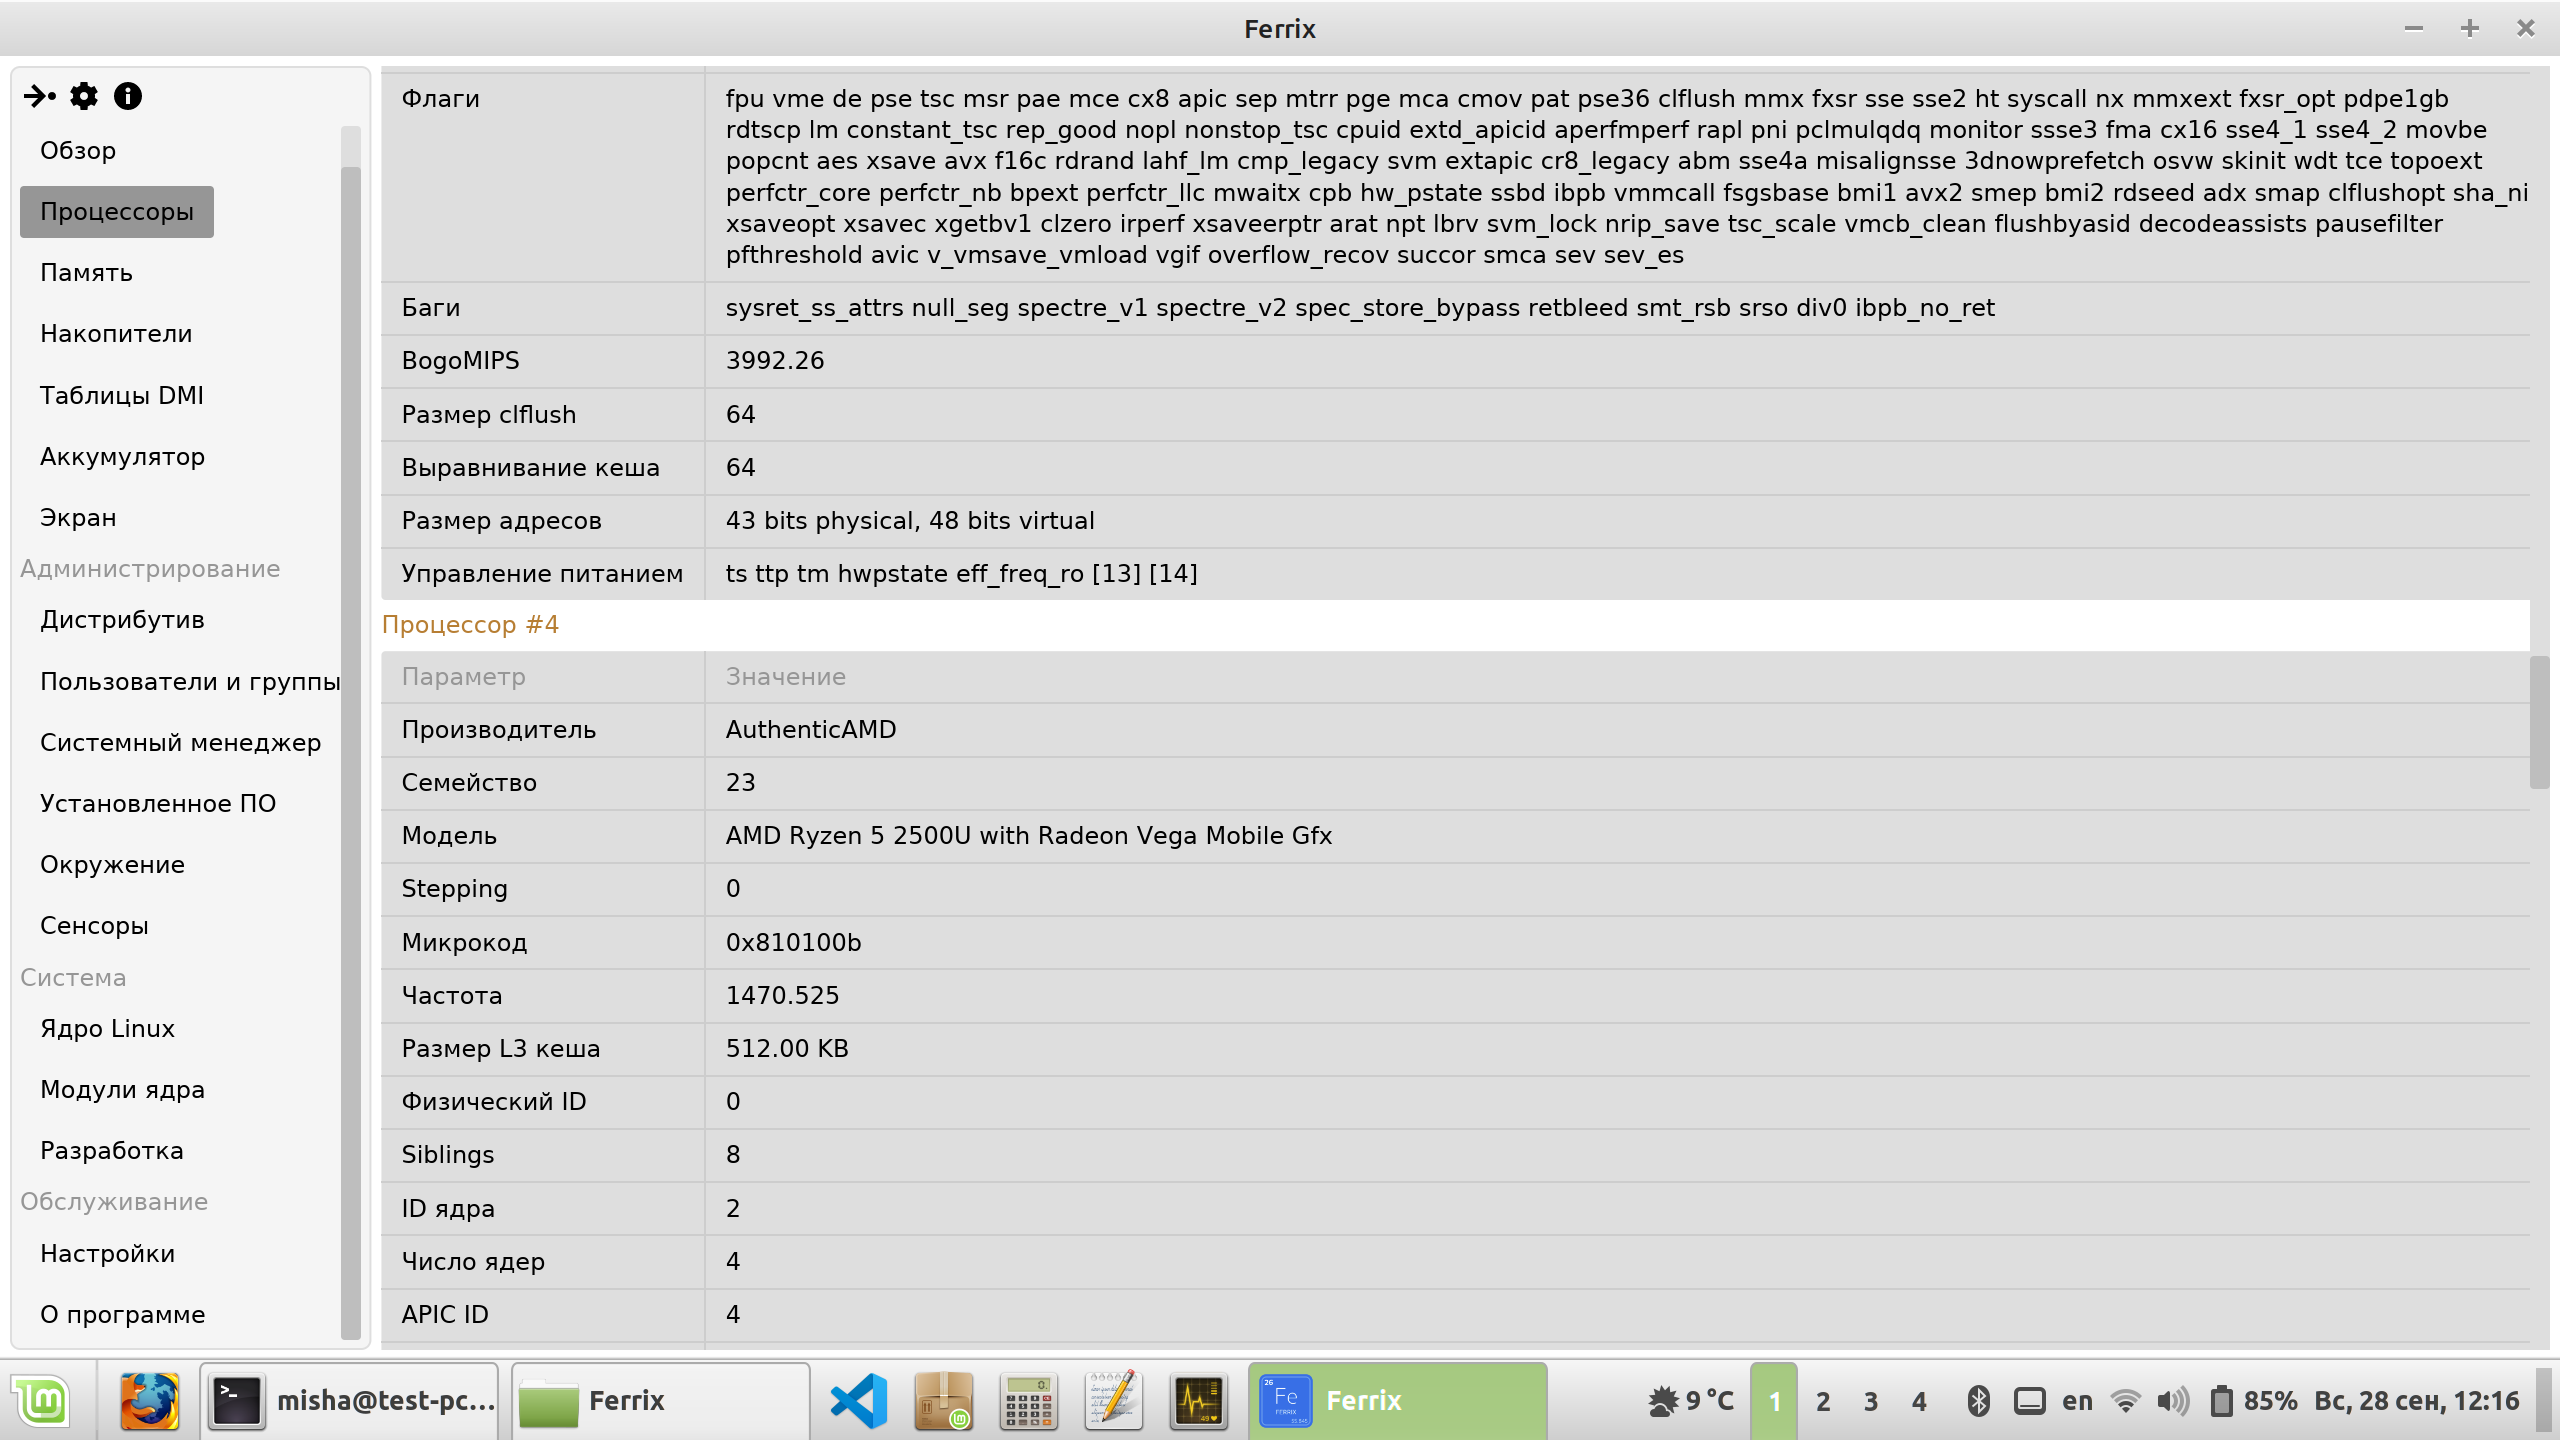 Ferrix
Обзор
Процессоры
Память
Накопители
Таблицы DMI
Аккумулятор
Экран
Администрирование
Дистрибутив
Пользователи и группы
Системный менеджер
Установленное ПО
Окружение
Сенсоры
Система
Ядро Linux
Модули ядра
Разработка
Обслуживание
Настройки
О программе
Флаги
fpu vme de pse tsc msr pae mce cx8 apic sep mtrr pge mca cmov pat pse36 clflush mmx fxsr sse sse2 ht syscall nx mmxext fxsr_opt pdpe1gb
rdtscp lm constant_tsc rep_good nopl nonstop_tsc cpuid extd_apicid aperfmperf rapl pni pclmulqdq monitor ssse3 fma cx16 sse4_1 sse4_2 movbe
popcnt aes xsave avx f16c rdrand lahf_lm cmp_legacy svm extapic cr8_legacy abm sse4a misalignsse 3dnowprefetch osvw skinit wdt tce topoext
perfctr_core perfctr_nb bpext perfctr_llc mwaitx cpb hw_pstate ssbd ibpb vmmcall fsgsbase bmi1 avx2 smep bmi2 rdseed adx smap clflushopt sha_ni
xsaveopt xsavec xgetbv1 clzero irperf xsaveerptr arat npt lbrv svm_lock nrip_save tsc_scale vmcb_clean flushbyasid decodeassists pausefilter
pfthreshold avic v_vmsave_vmload vgif overflow_recov succor smca sev sev_es
Баги sysret_ss_attrs null_seg spectre_v1 spectre_v2 spec_store_bypass retbleed smt_rsb srso div0 ibpb_no_ret
BogoMIPS 3992.26
Размер clflush 64
Выравнивание кеша 64
Размер адресов 43 bits physical, 48 bits virtual
Управление питанием ts ttp tm hwpstate eff_freq_ro [13] [14]
Процессор #4
Параметр Значение
Производитель AuthenticAMD
Семейство 23
Модель AMD Ryzen 5 2500U with Radeon Vega Mobile Gfx
Stepping 0
Микрокод 0x810100b
Частота 1470.525
Размер L3 кеша 512.00 KB
Физический ID 0
Siblings 8
ID ядра 2
Число ядер 4
APIC ID 4
misha@test-pc... Ferrix Fe Ferrix 9 °C 1 2 3 4 en 85% Вс, 28 сен, 12:16